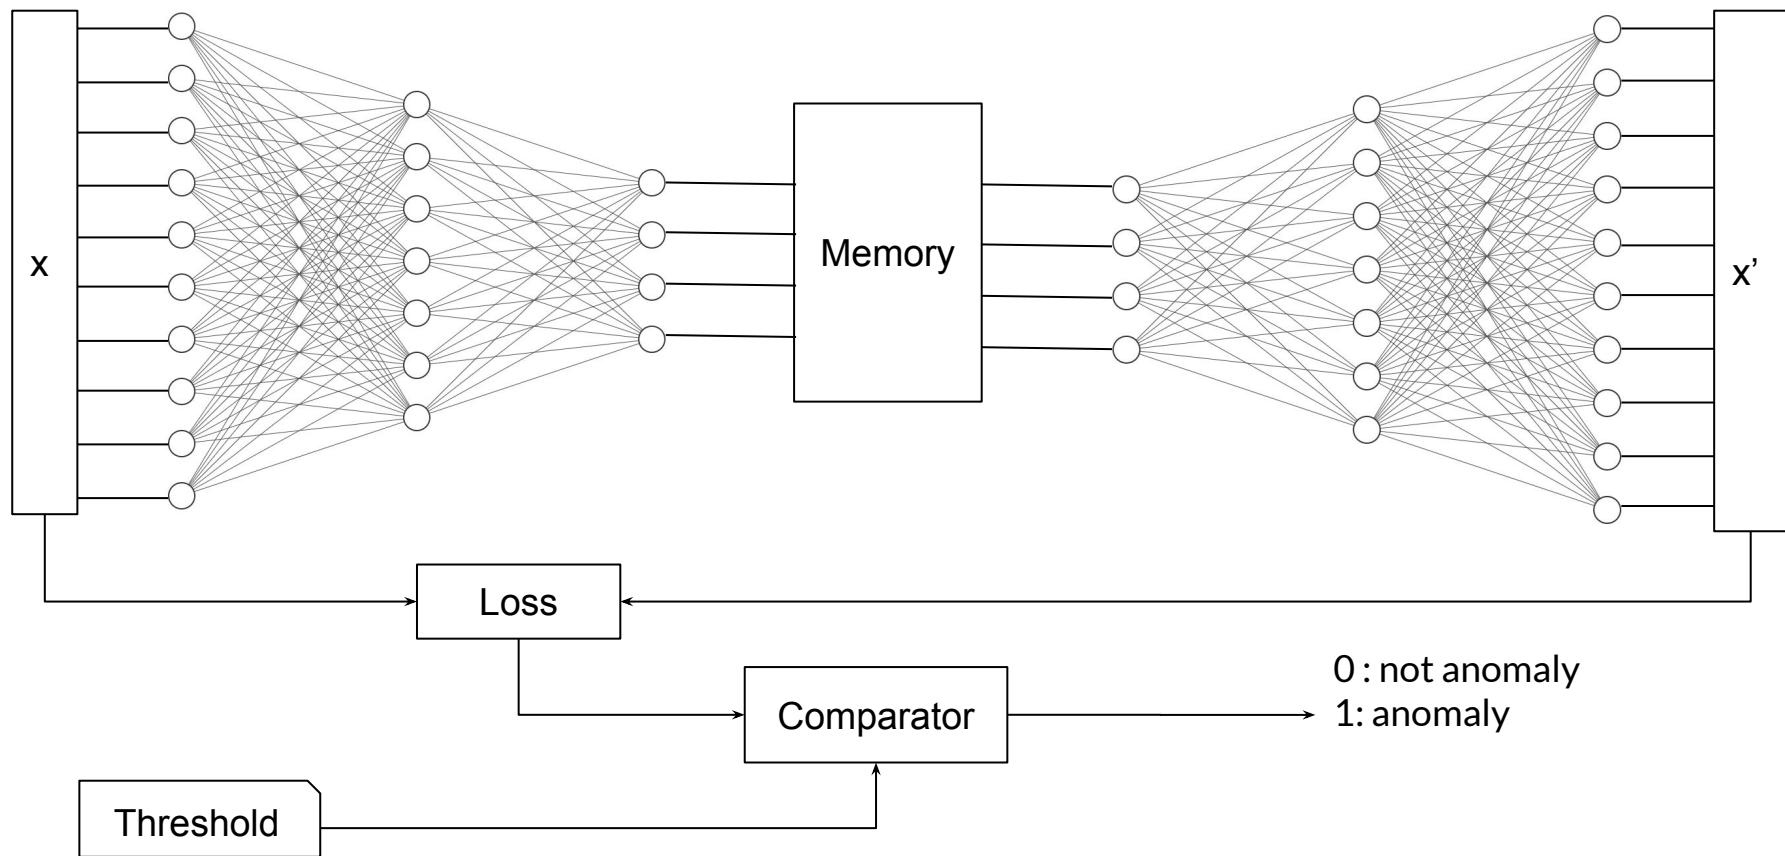 x
Memory
x’
Loss
Comparator
0 : not anomaly
1: anomaly
Threshold